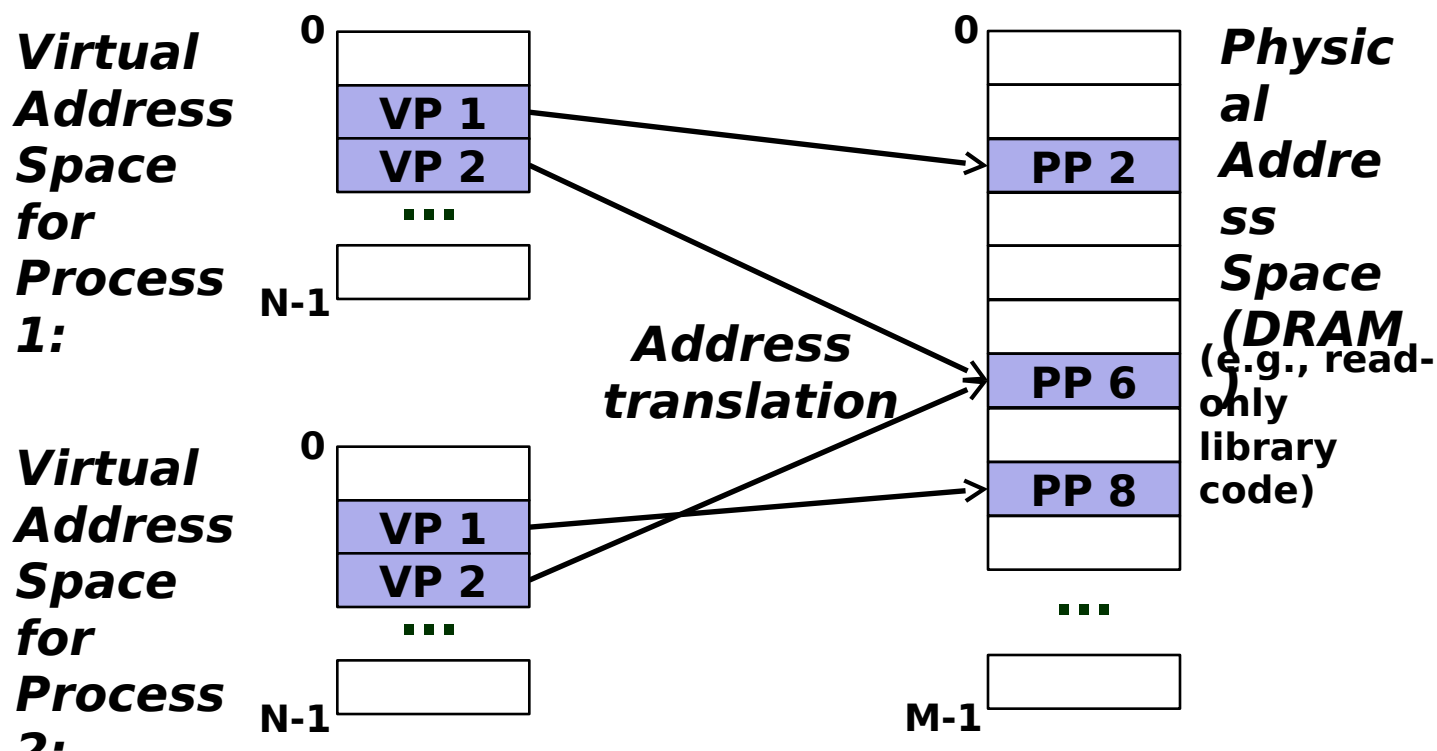 Virtual
Address
Space
for
Process
1:
0
VP 1
VP 2
...
N-1
Address
translation
Virtual
Address
Space
for
Process
2:
0
VP 1
VP 2
...
N-1
0
PP 2
PP 6
PP 8
...
M-1
Physic
al
Addre
ss
Space
(DRAM
)
(e.g., read-
only
library
code)